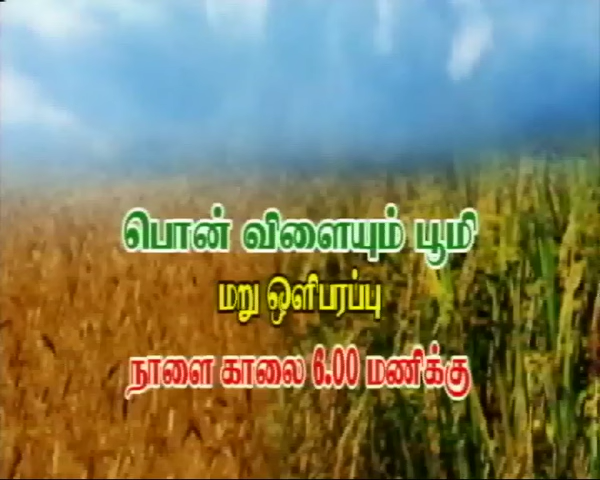 பொன் விளையும் பூமி
மறு ஒளிபரப்பு
நாளை காலை 6.00 மணிக்கு